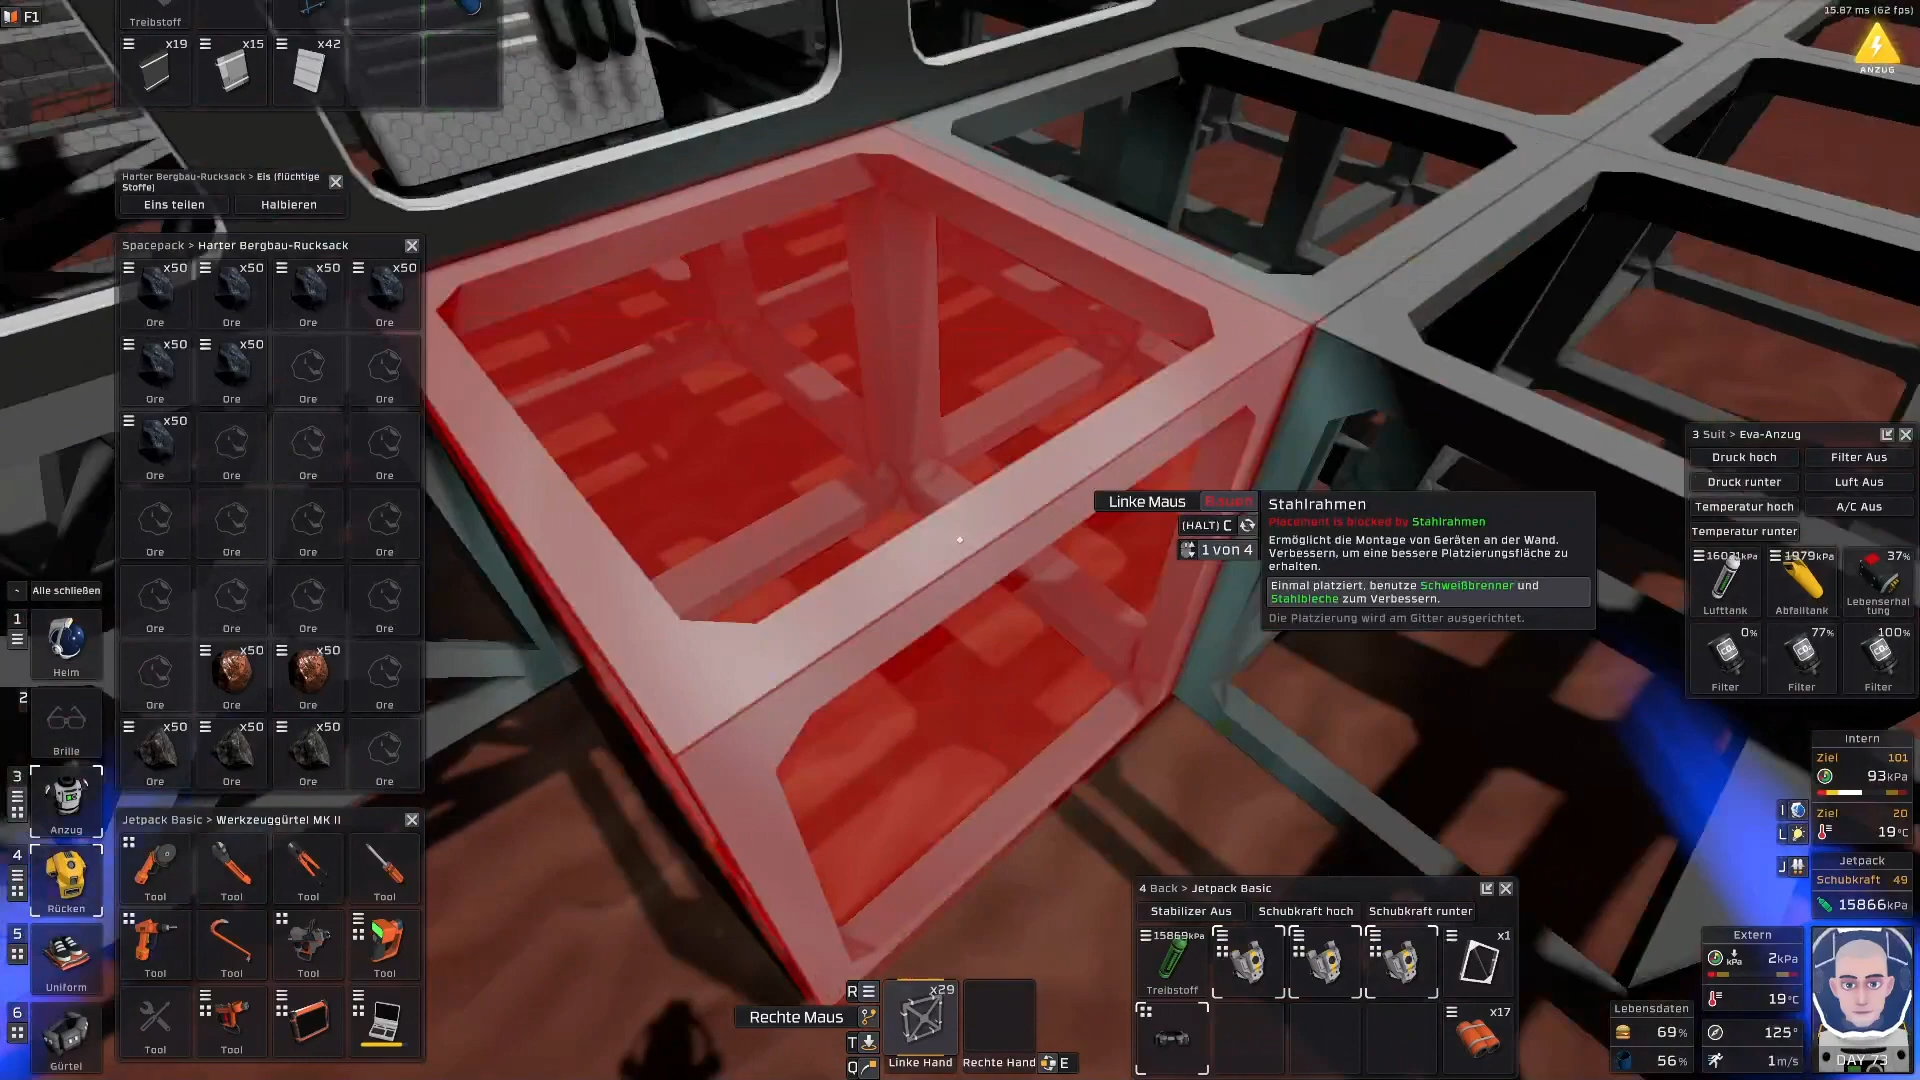 F1
15.87 ms (62 fps)
ANZUG
Treibstoff
x19
x15
x42
Harter Bergbau-Rucksack > Eis (flüchtige
Stoffe)
Eins teilen
Halbieren
Spacepack > Harter Bergbau-Rucksack
x50
x50
x50
x50
Ore
Ore
Ore
Ore
x50
x50
Ore
Ore
Ore
Ore
x50
Ore
Ore
Ore
Ore
Ore
Ore
Ore
Ore
Ore
Ore
Ore
Ore
x50
x50
Ore
Ore
Ore
Ore
x50
x50
x50
Ore
Ore
Ore
Ore
Jetpack Basic > Werkzeuggürtel MK II
Tool
Tool
Tool
Tool
Tool
Tool
Tool
Tool
Tool
Tool
~ Alle schließen
1
Helm
2
Brille
3
Anzug
4
Rücken
5
Uniform
6
Gürtel
Linke Maus
Bauen
(HALT) C
1 von 4
Stahlrahmen
Placement is blocked by Stahlrahmen
Ermöglicht die Montage von Geräten an der Wand.
Verbessern, um eine bessere Platzierungsfläche zu
erhalten.
Einmal platziert, benutze Schweißbrenner und
Stahlbleche zum Verbessern.
Die Platzierung wird am Gitter ausgerichtet.
3 Suit > Eva-Anzug
Druck hoch
Filter Aus
Druck runter
Luft Aus
Temperatur hoch
A/C Aus
Temperatur runter
16031kPa
1979kPa
37%
Lufttank
Abfalltank
Lebenserhal
tung
0%
77%
100%
Filter
Filter
Filter
Intern
Ziel 101
93kPa
Ziel 20
19°C
I
L
J
Jetpack
Schubkraft 49
15866kPa
4 Back > Jetpack Basic
Stabilizer Aus
Schubkraft hoch
Schubkraft runter
15869kPa
x1
Treibstoff
x17
Rechte Maus
R
T
Q
x29
Linke Hand
Rechte Hand
E
Extern
kPa
2kPa
19°C
125°
1m/s
Lebensdaten
69%
56%
DAY 73